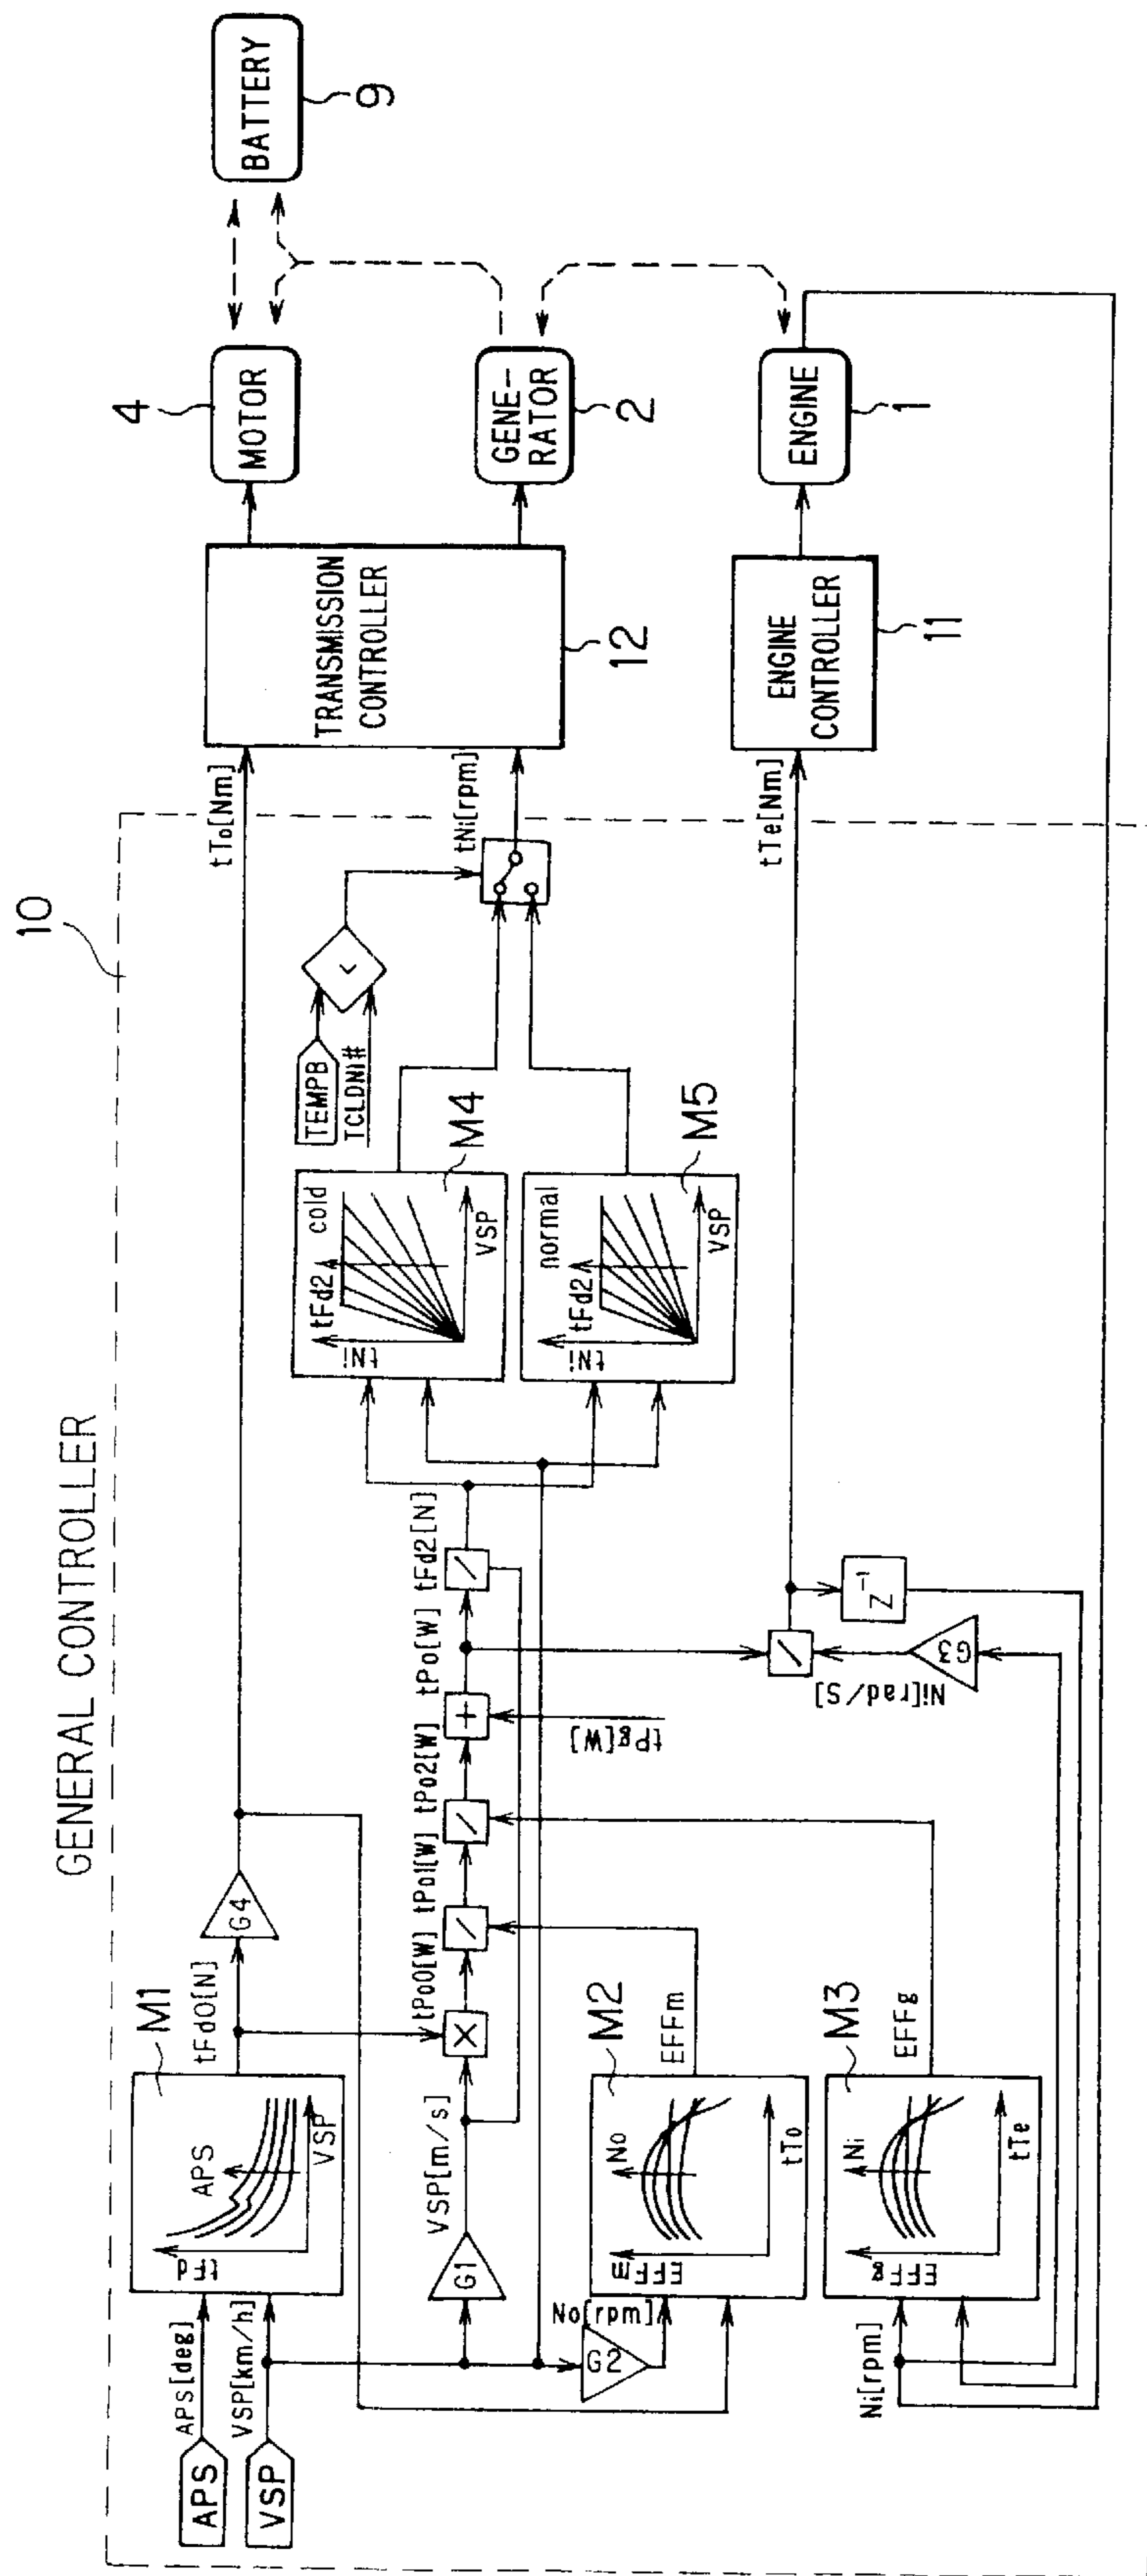 GENERAL CONTROLLER
10
APS
APS[deg]
VSP
VSP[km/h]
M1
tFd
APS
VSP
tFd0[N]
G4
tTo[Nm]
G1
VSP[m/s]
×
tPo0[W]
/
tPo1[W]
/
tPo2[W]
+
tPg[W]
tPo[W]
/
tFd2[N]
G2
No[rpm]
M2
EFFm
No
tTo
EFFm
M3
EFFg
Ni
tTe
EFFg
Ni[rpm]
/
Ni[rad/S]
G3
Z-1
tTe[Nm]
M4
tNi
tFd2
cold
VSP
M5
tNi
tFd2
normal
VSP
TEMPB
TCLDNi#
<
tNi[rpm]
TRANSMISSION
CONTROLLER
12
ENGINE
CONTROLLER
11
MOTOR
4
GENE-
RATOR
2
ENGINE
1
BATTERY
9